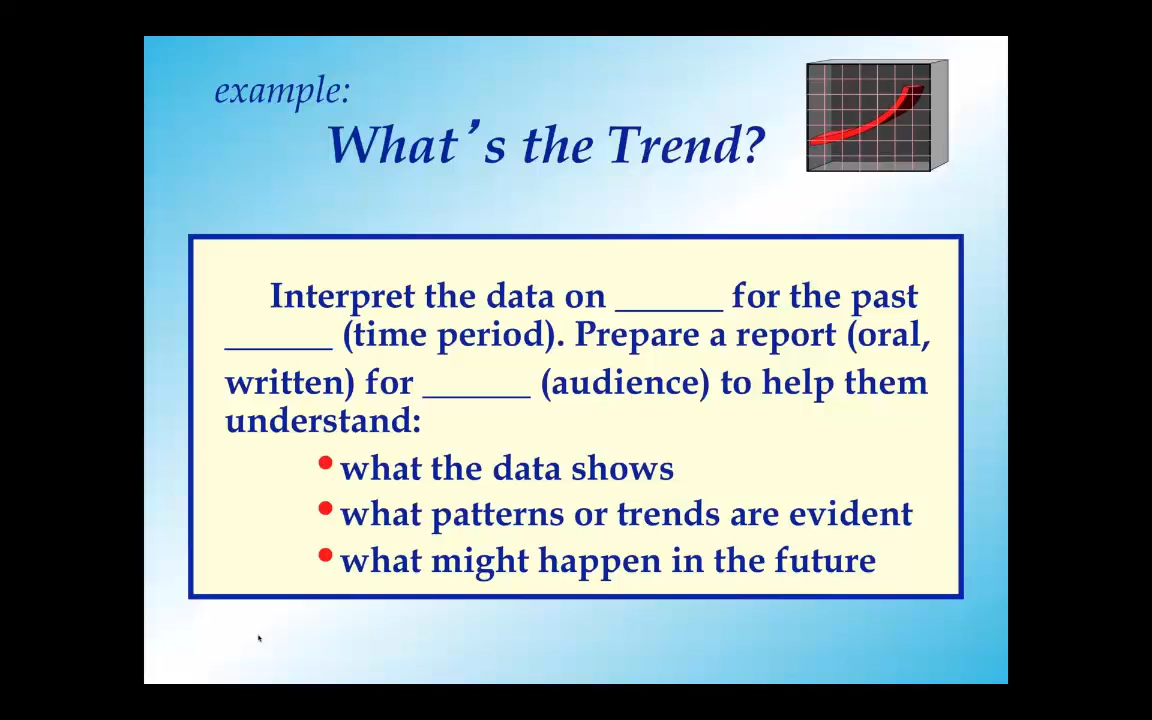 example:
What's the Trend?
Interpret the data on ______ for the past
______ (time period). Prepare a report (oral,
written) for ______ (audience) to help them
understand:
• what the data shows
• what patterns or trends are evident
• what might happen in the future